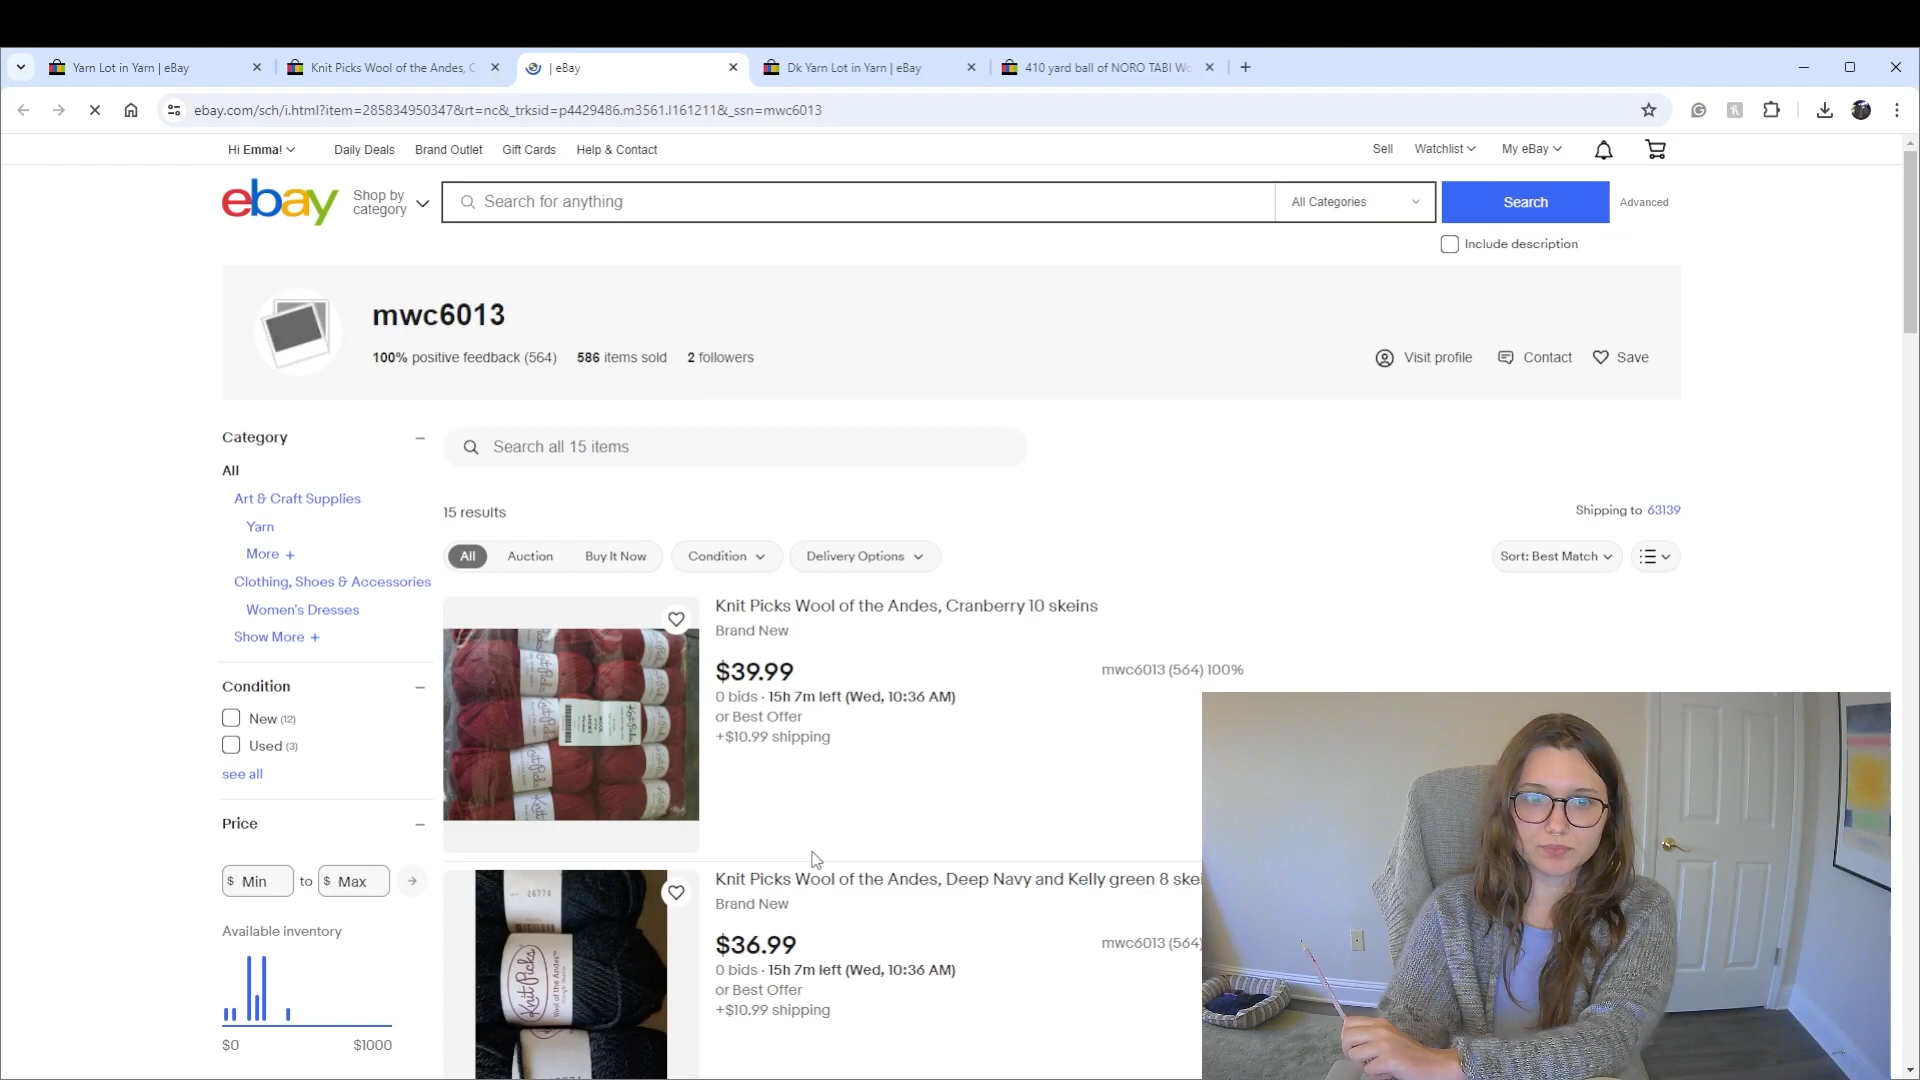 Yarn Lot in Yarn | eBay
Knit Picks Wool of the Andes, C
| eBay
Dk Yarn Lot in Yarn | eBay
410 yard ball of NORO TABI Wo
ebay.com/sch/i.html?item=285834950347&rt=nc&_trksid=p4429486.m3561.l161211&_ssn=mwc6013
Hi Emma!
Daily Deals
Brand Outlet
Gift Cards
Help & Contact
Sell
Watchlist
My eBay
ebay
Shop by
category
Search for anything
All Categories
Search
Advanced
Include description
mwc6013
100% positive feedback (564)
586 items sold
2 followers
Visit profile
Contact
Save
Category
Search all 15 items
All
Art & Craft Supplies
Yarn
More +
Clothing, Shoes & Accessories
Women's Dresses
Show More +
15 results
Shipping to 63139
All
Auction
Buy It Now
Condition
Delivery Options
Sort: Best Match
Knit Picks Wool of the Andes, Cranberry 10 skeins
Brand New
$39.99
0 bids · 15h 7m left (Wed, 10:36 AM)
or Best Offer
+$10.99 shipping
mwc6013 (564) 100%
Condition
New (12)
Used (3)
see all
Price
$ Min
to
$ Max
Available inventory
$0
$1000
Knit Picks Wool of the Andes, Deep Navy and Kelly green 8 skei
Brand New
$36.99
0 bids · 15h 7m left (Wed, 10:36 AM)
or Best Offer
+$10.99 shipping
mwc6013 (564)
26774
Knit Picks
Wool of the Andes